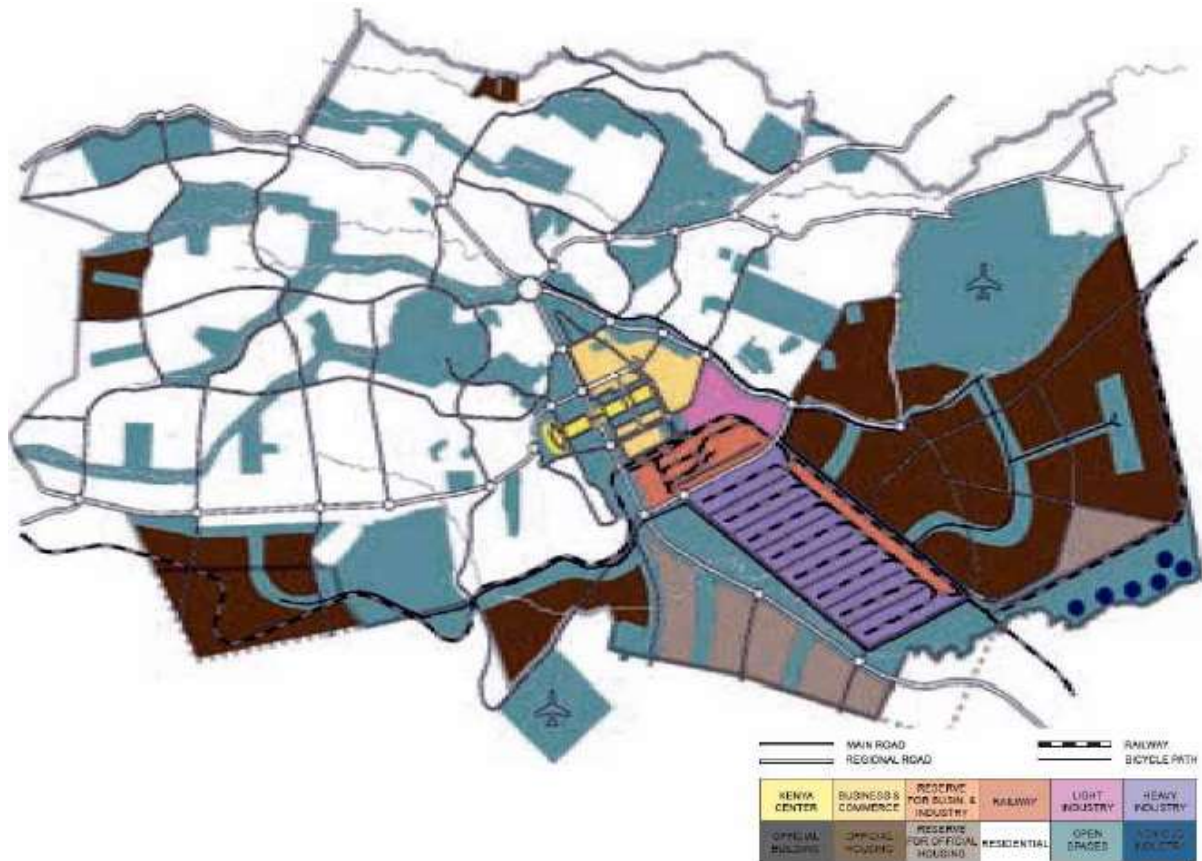 MAIN ROAD
REGIONAL ROAD
RAILWAY
BICYCLE PATH
KENYA
CENTER
BUSINESS &
COMMERCE
RESERVE
FOR BUSIN. &
INDUSTRY
RAILWAY
LIGHT
INDUSTRY
HEAVY
INDUSTRY
OFFICIAL
BUILDING
OFFICIAL
HOUSING
RESERVE
FOR OFFICIAL
HOUSING
RESIDENTIAL
OPEN
SPACES
INDUSTRY